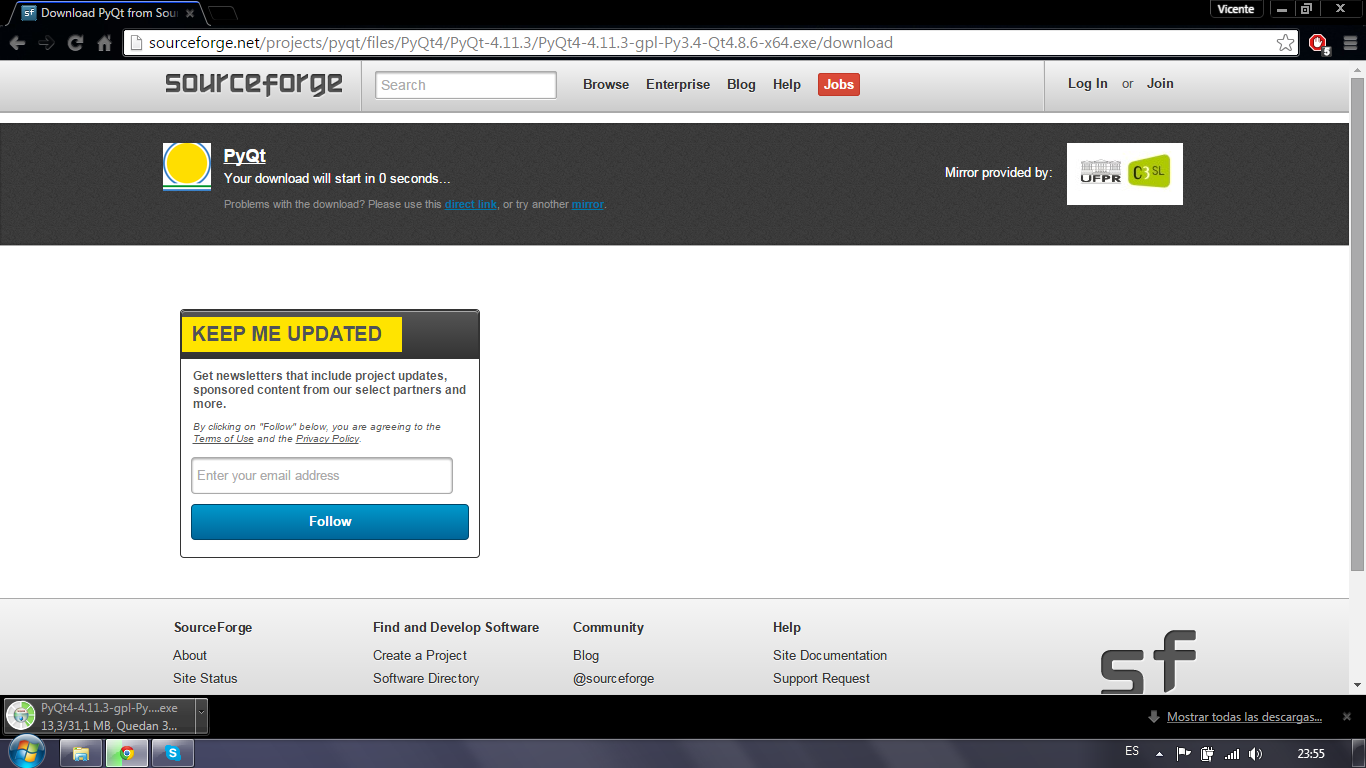 Download PyQt from Sou
Vicente
sourceforge.net/projects/pyqt/files/PyQt4/PyQt-4.11.3/PyQt4-4.11.3-gpl-Py3.4-Qt4.8.6-x64.exe/download
5
sourceforge
Search
Browse
Enterprise
Blog
Help
Jobs
Log In or Join
PyQt
Your download will start in 0 seconds...
Problems with the download? Please use this direct link, or try another mirror.
Mirror provided by:
UFPR
C3SL
KEEP ME UPDATED
Get newsletters that include project updates,
sponsored content from our select partners and
more.
By clicking on "Follow" below, you are agreeing to the
Terms of Use and the Privacy Policy.
Enter your email address
Follow
SourceForge
About
Site Status
Find and Develop Software
Create a Project
Software Directory
Community
Blog
@sourceforge
Help
Site Documentation
Support Request
sf
PyQt4-4.11.3-gpl-Py....exe
13,3/31,1 MB, Quedan 3...
Mostrar todas las descargas...
ES
23:55